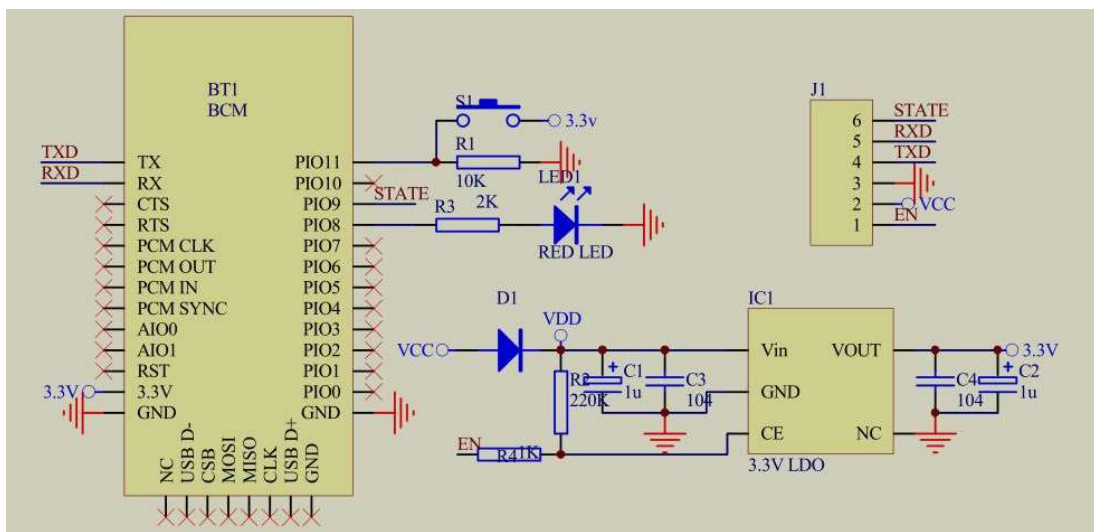 BT1
BCM
TXD
RXD
TX
RX
CTS
RTS
PCM CLK
PCM OUT
PCM IN
PCM SYNC
AIO0
AIO1
RST
3.3V
3.3V
GND
PIO11
PIO10
PIO9
PIO8
PIO7
PIO6
PIO5
PIO4
PIO3
PIO2
PIO1
PIO0
GND
NC
USB D-
CSB
MOSI
MISO
CLK
USB D+
GND
S1
3.3v
R1
10K
STATE
R3
2K
LED1
RED LED
J1
6
STATE
5
RXD
4
TXD
3
2
VCC
1
EN
D1
VCC
VDD
R2
220K
C1
1u
C3
104
EN
R4
1K
IC1
Vin
VOUT
GND
CE
NC
3.3V LDO
3.3V
C4
104
C2
1u